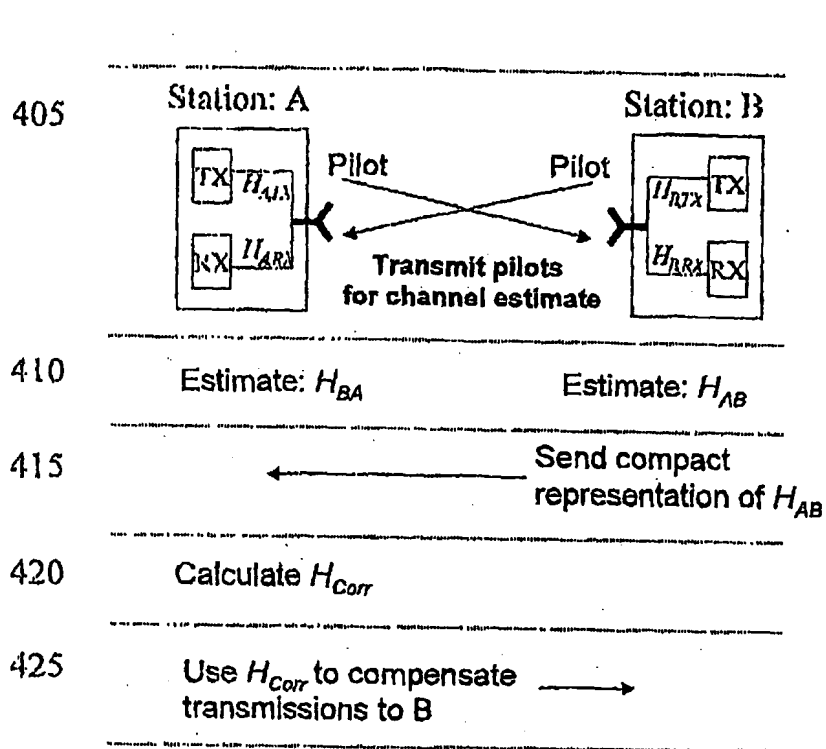 405
Station: A
Station: B
Pilot
Pilot
TX
H_ATX
H_BTX
TX
RX
H_ARX
H_BRX
RX
Transmit pilots
for channel estimate
410
Estimate: H_BA
Estimate: H_AB
415
Send compact
representation of H_AB
420
Calculate H_Corr
425
Use H_Corr to compensate
transmissions to B